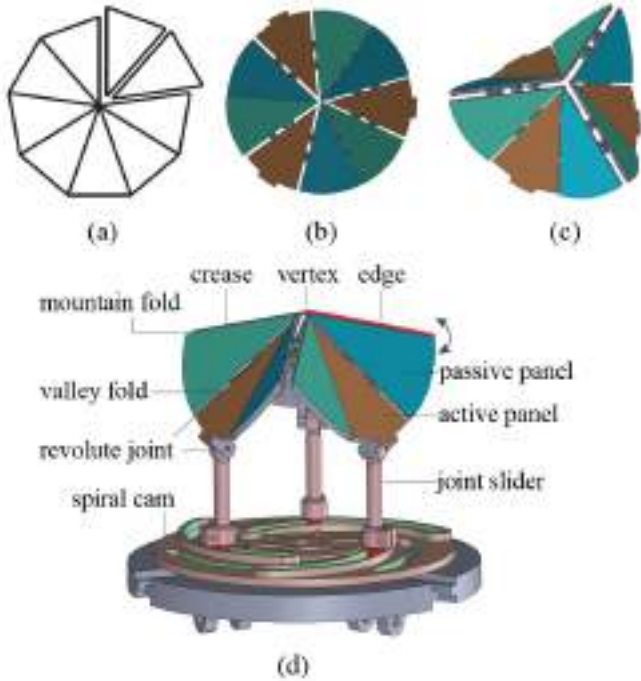 (a)
(b)
(c)
crease vertex edge
mountain fold
passive panel
valley fold
active panel
revolute joint
joint slider
spiral cam
(d)